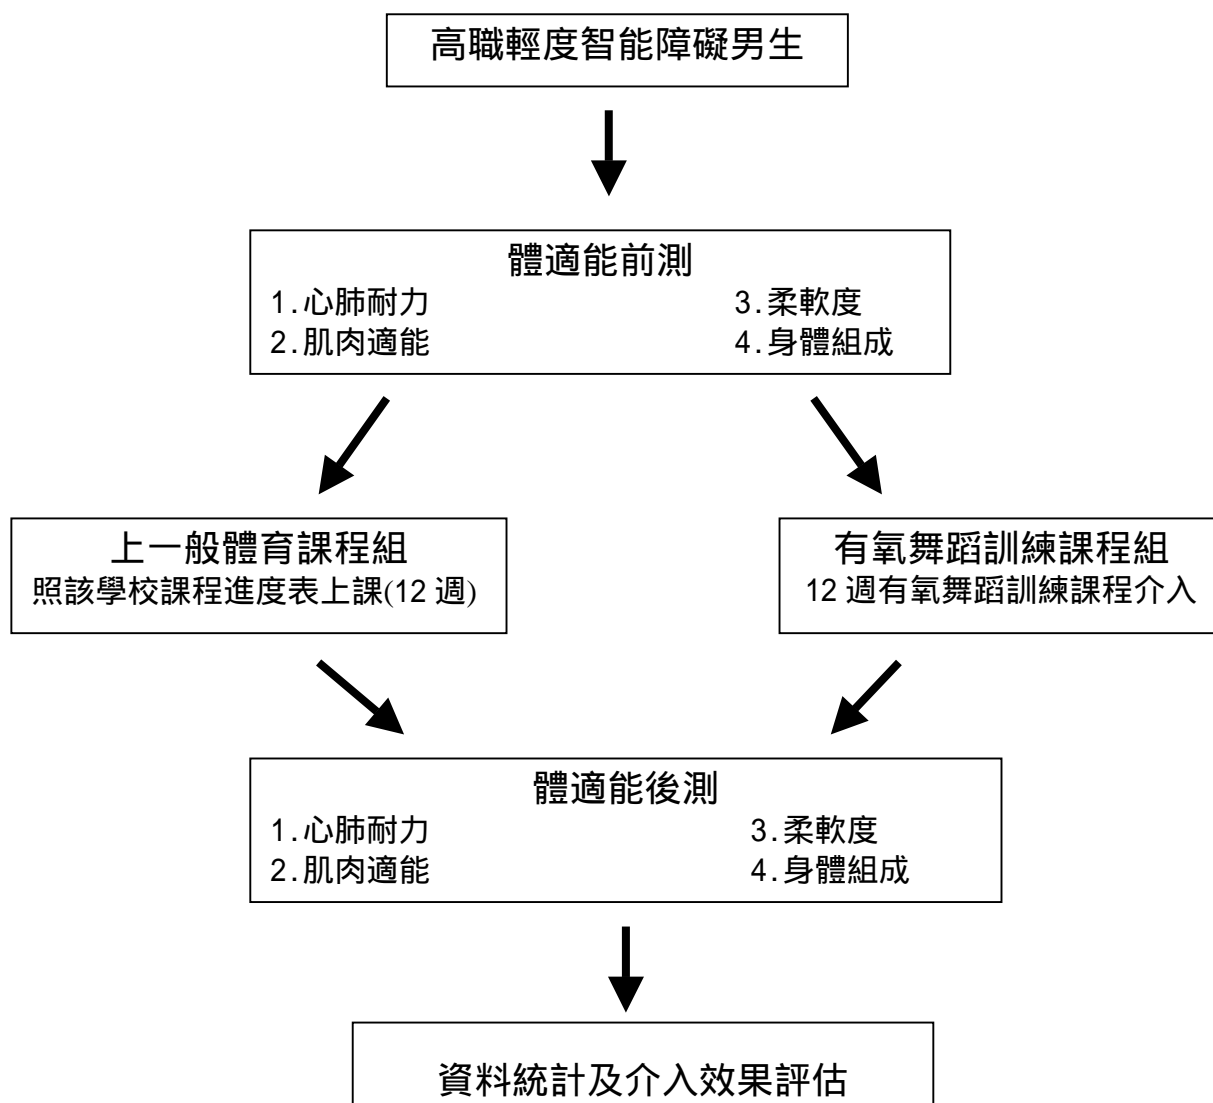 高職輕度智能障礙男生
體適能前測
1.心肺耐力 3.柔軟度
2.肌肉適能 4.身體組成
上一般體育課程組
照該學校課程進度表上課(12 週)
有氧舞蹈訓練課程組
12 週有氧舞蹈訓練課程介入
體適能後測
1.心肺耐力 3.柔軟度
2.肌肉適能 4.身體組成
資料統計及介入效果評估